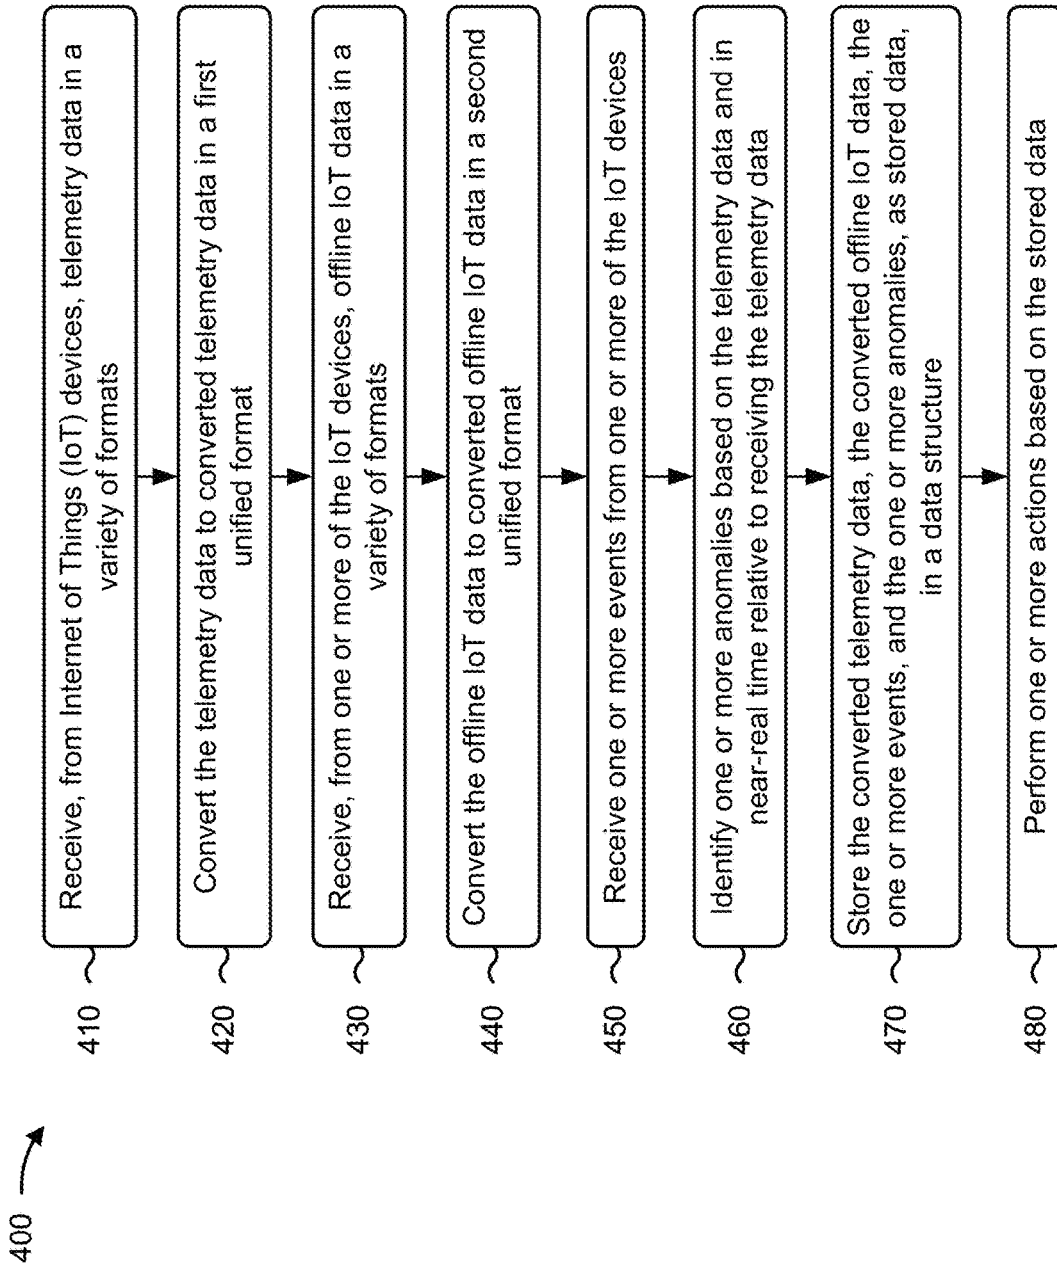 400
410
Receive, from Internet of Things (IoT) devices, telemetry data in a
variety of formats
420
Convert the telemetry data to converted telemetry data in a first
unified format
430
Receive, from one or more of the IoT devices, offline IoT data in a
variety of formats
440
Convert the offline IoT data to converted offline IoT data in a second
unified format
450
Receive one or more events from one or more of the IoT devices
460
Identify one or more anomalies based on the telemetry data and in
near-real time relative to receiving the telemetry data
470
Store the converted telemetry data, the converted offline IoT data, the
one or more events, and the one or more anomalies, as stored data,
in a data structure
480
Perform one or more actions based on the stored data